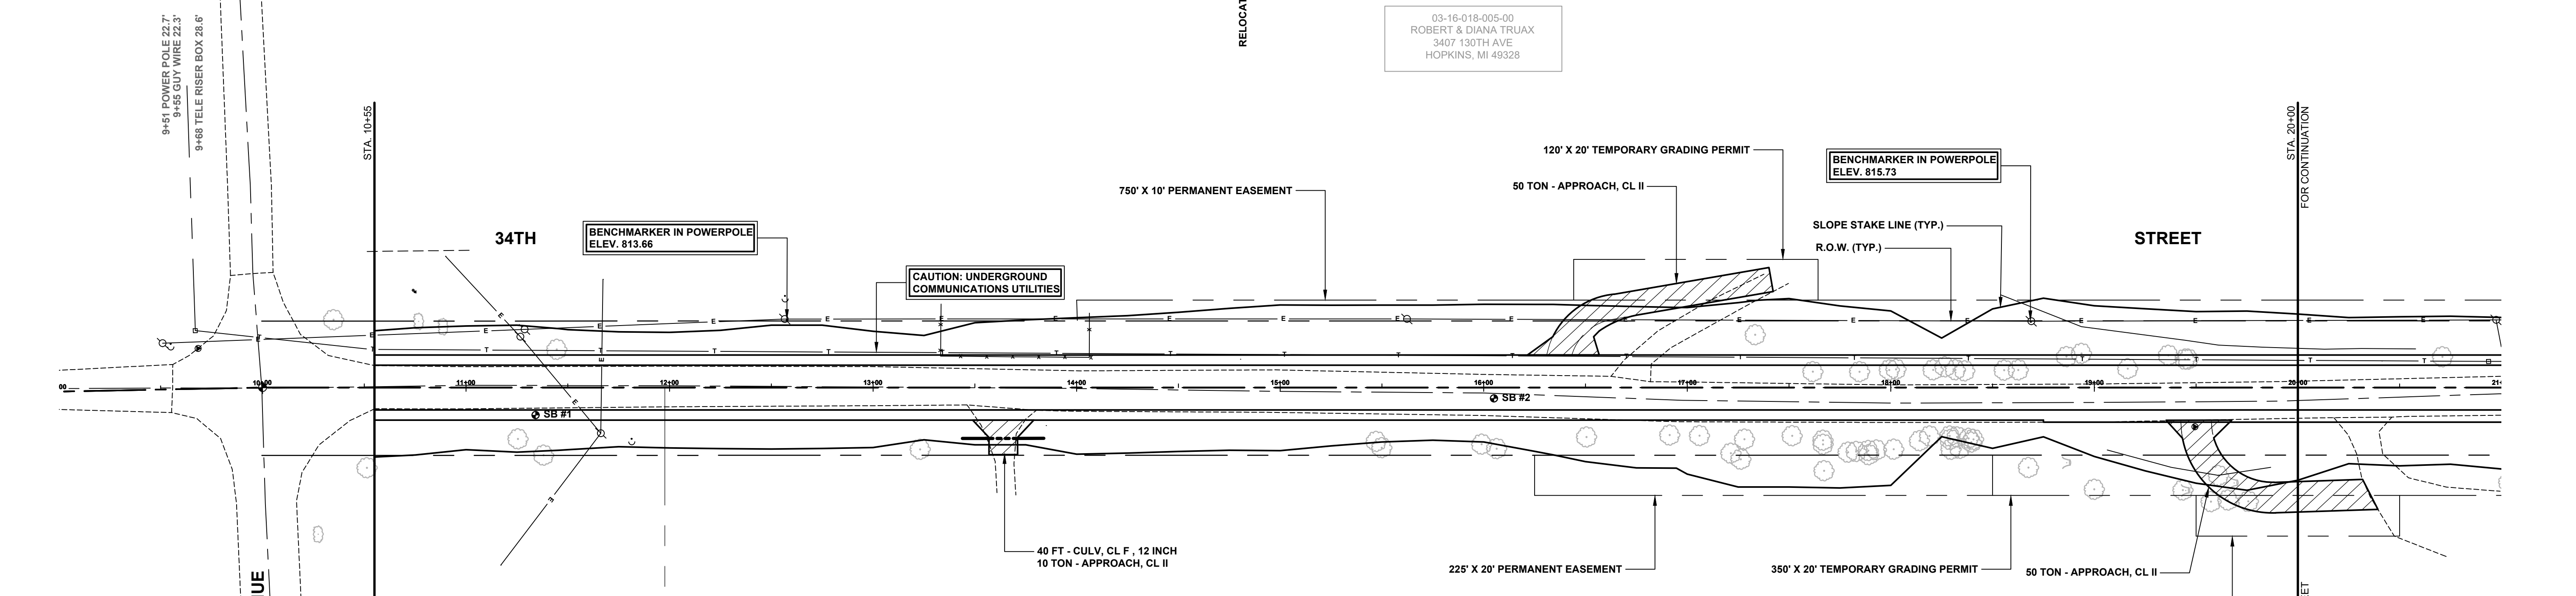 9+51 POWER POLE 22.7'
9+55 GUY WIRE 22.3'
9+68 TELE RISER BOX 28.6'
RELOCAT
03-16-018-005-00
ROBERT & DIANA TRUAX
3407 130TH AVE
HOPKINS, MI 49328
STA. 10+55
STA. 20+00
FOR CONTINUATION
120' X 20' TEMPORARY GRADING PERMIT
750' X 10' PERMANENT EASEMENT
50 TON - APPROACH, CL II
BENCHMARKER IN POWERPOLE
ELEV. 815.73
34TH
BENCHMARKER IN POWERPOLE
ELEV. 813.66
SLOPE STAKE LINE (TYP.)
R.O.W. (TYP.)
STREET
CAUTION: UNDERGROUND
COMMUNICATIONS UTILITIES
E E E E E E E E E E E E E E E E E E E
T T T T T T T T T T T T T T T T T T T
00 10+00 11+00 12+00 13+00 14+00 15+00 16+00 17+00 18+00 19+00 20+00 21+
SB #1
SB #2
40 FT - CULV, CL F , 12 INCH
10 TON - APPROACH, CL II
225' X 20' PERMANENT EASEMENT
350' X 20' TEMPORARY GRADING PERMIT
50 TON - APPROACH, CL II
UE
ET